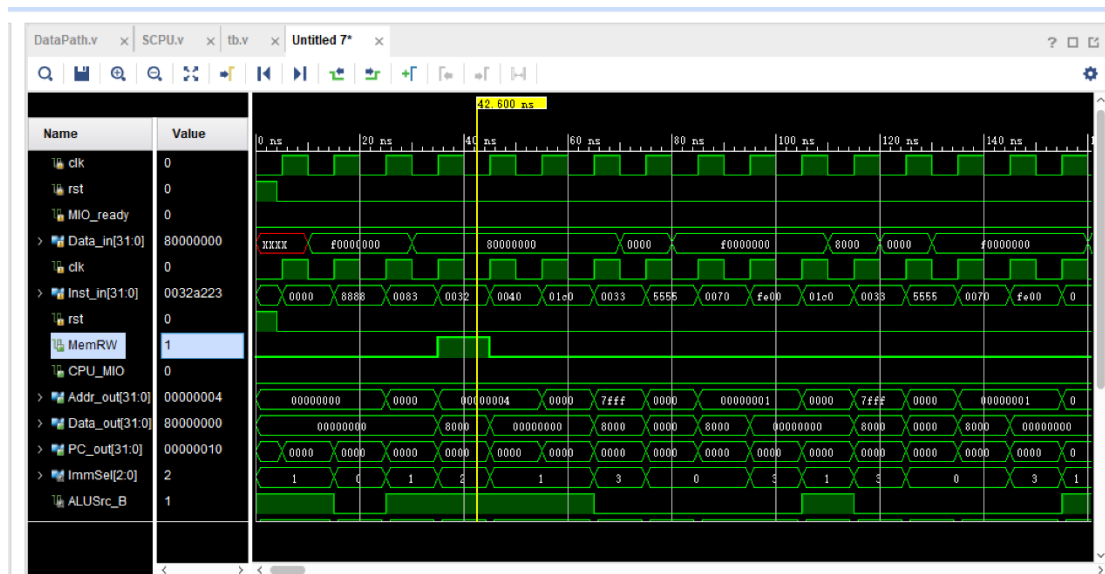 DataPath.v × SCPU.v × tb.v × Untitled 7* ×
42.600 ns
Name Value 0 ns 20 ns 40 ns 60 ns 80 ns 100 ns 120 ns 140 ns
clk 0
rst 0
MIO_ready 0
Data_in[31:0] 80000000 XXXX f0000000 80000000 0000 f0000000 8000 0000 f0000000
clk 0
Inst_in[31:0] 0032a223 0000 8888 0083 0032 0040 01c0 0033 5555 0070 fe00 01c0 0033 5555 0070 fe00 0
rst 0
MemRW 1
CPU_MIO 0
Addr_out[31:0] 00000004 00000000 0000 00000004 0000 7fff 0000 00000001 0000 7fff 0000 00000001 0
Data_out[31:0] 80000000 00000000 8000 00000000 8000 0000 8000 00000000 8000 0000 8000 00000000
PC_out[31:0] 00000010 0000 0000 0000 0000 0000 0000 0000 0000 0000 0000 0000 0000 0000 0000 0000 0
ImmSel[2:0] 2 1 0 1 2 1 3 0 3 1 3 0 3 1
ALUSrc_B 1